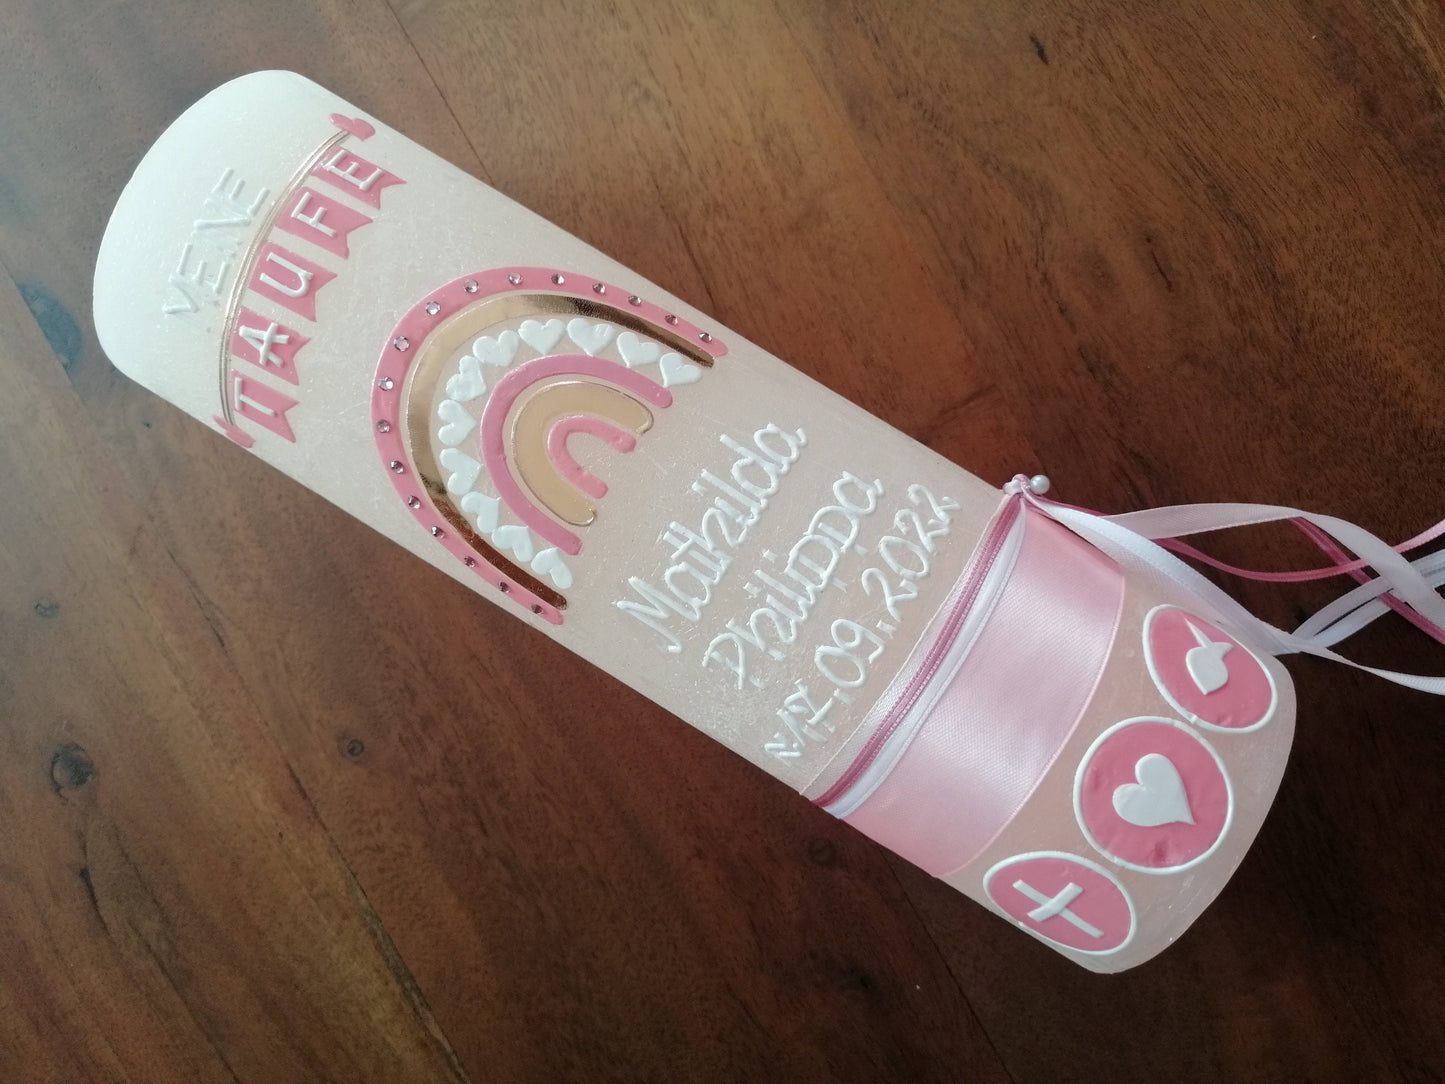 MEINE
TAUFE
Mathilda
Philippa
~17.09.2022